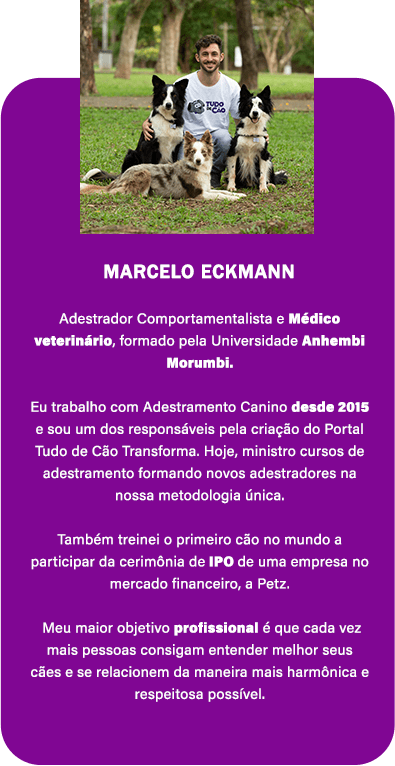 TUDO
DE CÃO
MARCELO ECKMANN
Adestrador Comportamentalista e Médico
veterinário, formado pela Universidade Anhembi
Morumbi.
Eu trabalho com Adestramento Canino desde 2015
e sou um dos responsáveis pela criação do Portal
Tudo de Cão Transforma. Hoje, ministro cursos de
adestramento formando novos adestradores na
nossa metodologia única.
Também treinei o primeiro cão no mundo a
participar da cerimônia de IPO de uma empresa no
mercado financeiro, a Petz.
Meu maior objetivo profissional é que cada vez
mais pessoas consigam entender melhor seus
cães e se relacionem da maneira mais harmônica e
respeitosa possível.